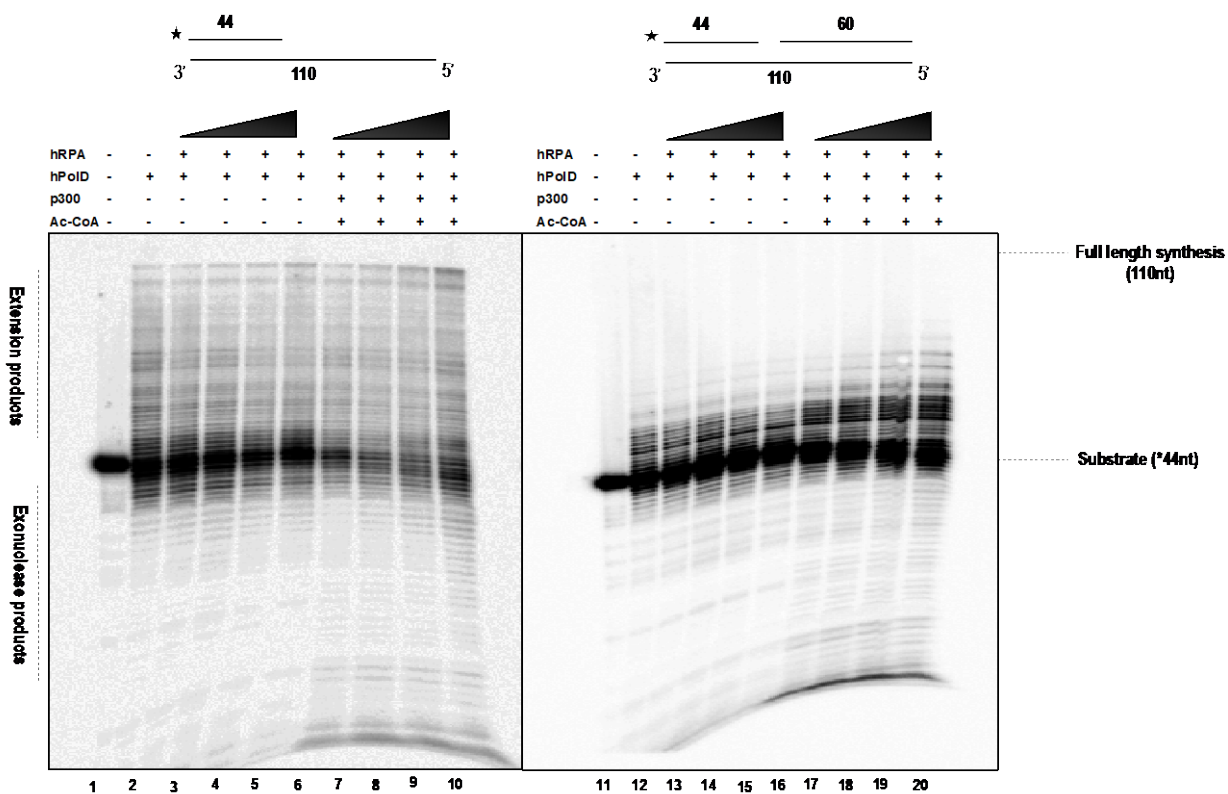 ★ 44
3' 110 5'
★ 44 60
3' 110 5'
hRPA - - + + + + + + + +
hPolD - + + + + + + + + +
p300 - - - - - - + + + +
Ac-CoA - - - - - - + + + +
hRPA - - + + + + + + + +
hPolD - + + + + + + + + +
p300 - - - - - - + + + +
Ac-CoA - - - - - - + + + +
Extension products
Exonuclease products
Full length synthesis
(110nt)
Substrate (*44nt)
1 2 3 4 5 6 7 8 9 10
11 12 13 14 15 16 17 18 19 20